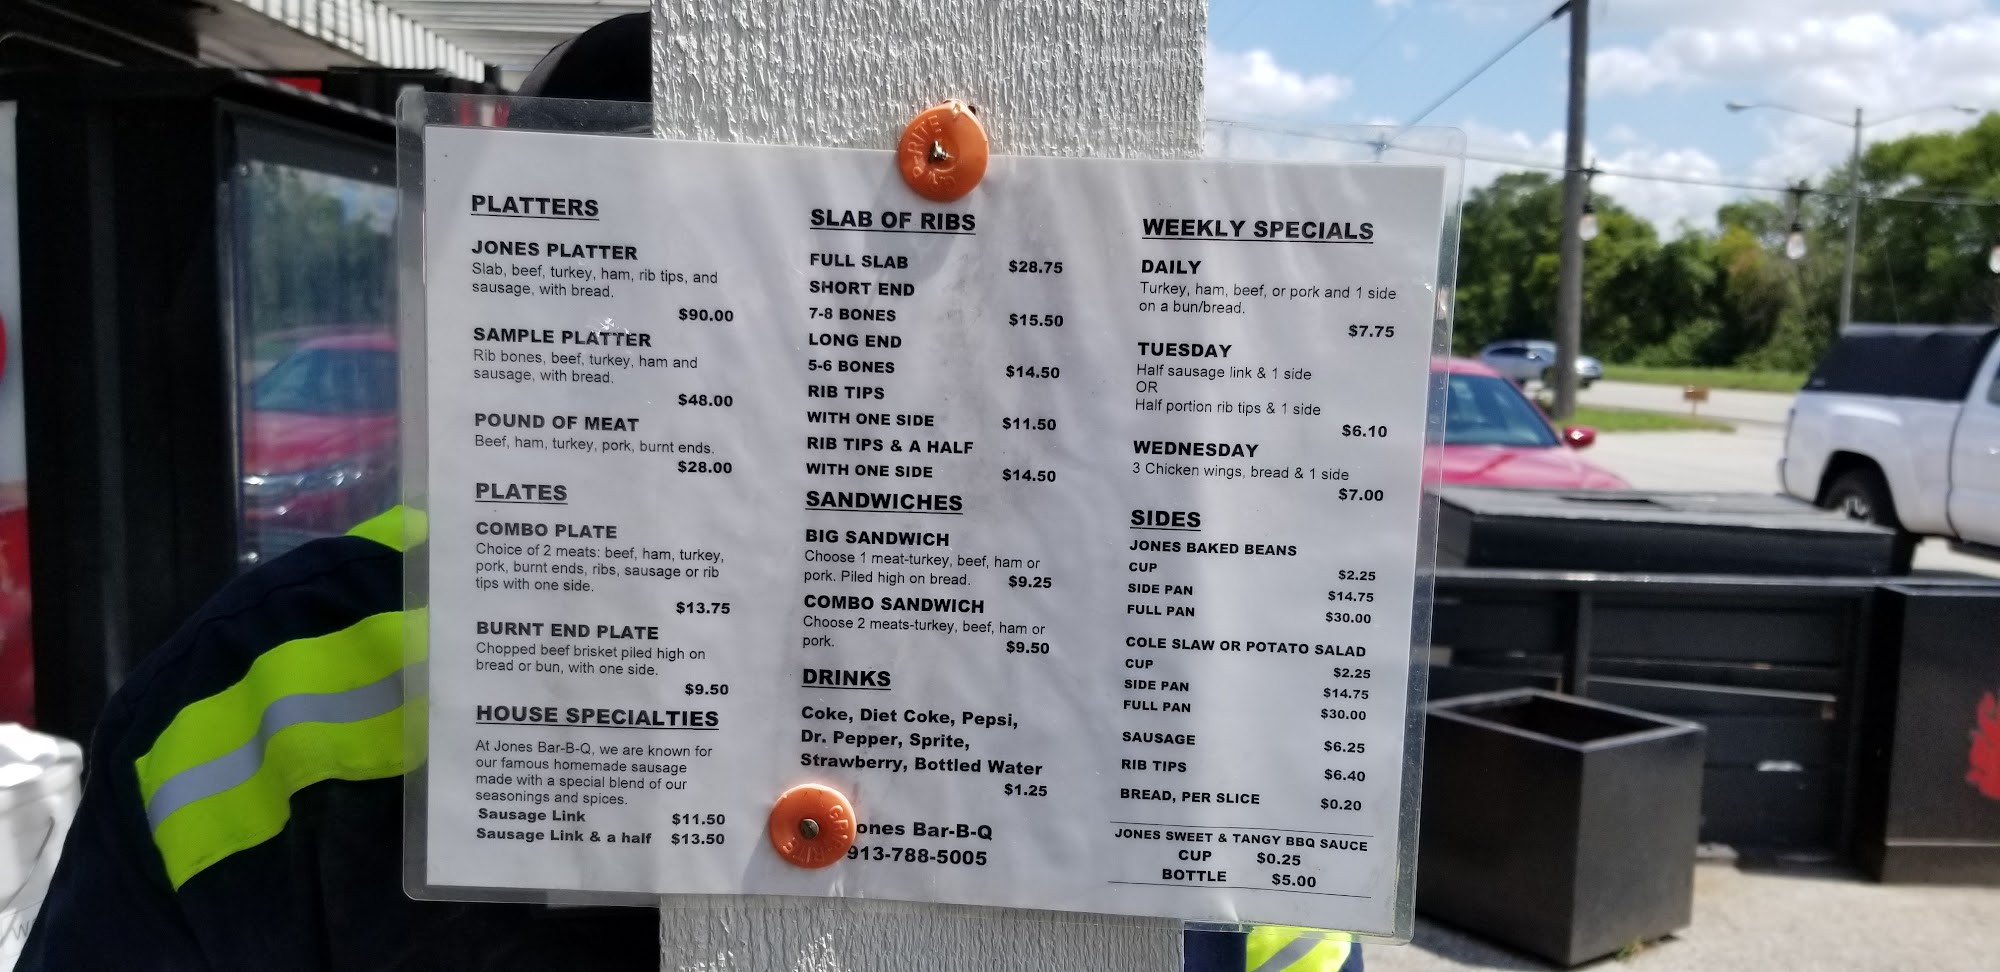 PLATTERS
JONES PLATTER
Slab, beef, turkey, ham, rib tips, and
sausage, with bread.
$90.00
SAMPLE PLATTER
Rib bones, beef, turkey, ham and
sausage, with bread.
$48.00
POUND OF MEAT
Beef, ham, turkey, pork, burnt ends.
$28.00
PLATES
COMBO PLATE
Choice of 2 meats: beef, ham, turkey,
pork, burnt ends, ribs, sausage or rib
tips with one side.
$13.75
BURNT END PLATE
Chopped beef brisket piled high on
bread or bun, with one side.
$9.50
HOUSE SPECIALTIES
At Jones Bar-B-Q, we are known for
our famous homemade sausage
made with a special blend of our
seasonings and spices.
Sausage Link $11.50
Sausage Link & a half $13.50
SLAB OF RIBS
FULL SLAB $28.75
SHORT END
7-8 BONES $15.50
LONG END
5-6 BONES $14.50
RIB TIPS
WITH ONE SIDE $11.50
RIB TIPS & A HALF
WITH ONE SIDE $14.50
SANDWICHES
BIG SANDWICH
Choose 1 meat-turkey, beef, ham or
pork. Piled high on bread. $9.25
COMBO SANDWICH
Choose 2 meats-turkey, beef, ham or
pork. $9.50
DRINKS
Coke, Diet Coke, Pepsi,
Dr. Pepper, Sprite,
Strawberry, Bottled Water
$1.25
ones Bar-B-Q
913-788-5005
WEEKLY SPECIALS
DAILY
Turkey, ham, beef, or pork and 1 side
on a bun/bread.
$7.75
TUESDAY
Half sausage link & 1 side
OR
Half portion rib tips & 1 side
$6.10
WEDNESDAY
3 Chicken wings, bread & 1 side
$7.00
SIDES
JONES BAKED BEANS
CUP $2.25
SIDE PAN $14.75
FULL PAN $30.00
COLE SLAW OR POTATO SALAD
CUP $2.25
SIDE PAN $14.75
FULL PAN $30.00
SAUSAGE $6.25
RIB TIPS $6.40
BREAD, PER SLICE $0.20
JONES SWEET & TANGY BBQ SAUCE
CUP $0.25
BOTTLE $5.00